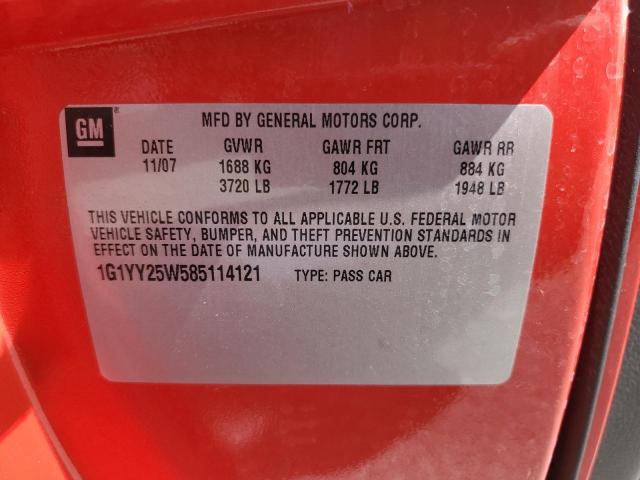 GM
MFD BY GENERAL MOTORS CORP.
DATE GVWR GAWR FRT GAWR RR
11/07 1688 KG 804 KG 884 KG
3720 LB 1772 LB 1948 LB
THIS VEHICLE CONFORMS TO ALL APPLICABLE U.S. FEDERAL MOTOR
VEHICLE SAFETY, BUMPER, AND THEFT PREVENTION STANDARDS IN
EFFECT ON THE DATE OF MANUFACTURE SHOWN ABOVE.
1G1YY25W585114121 TYPE: PASS CAR